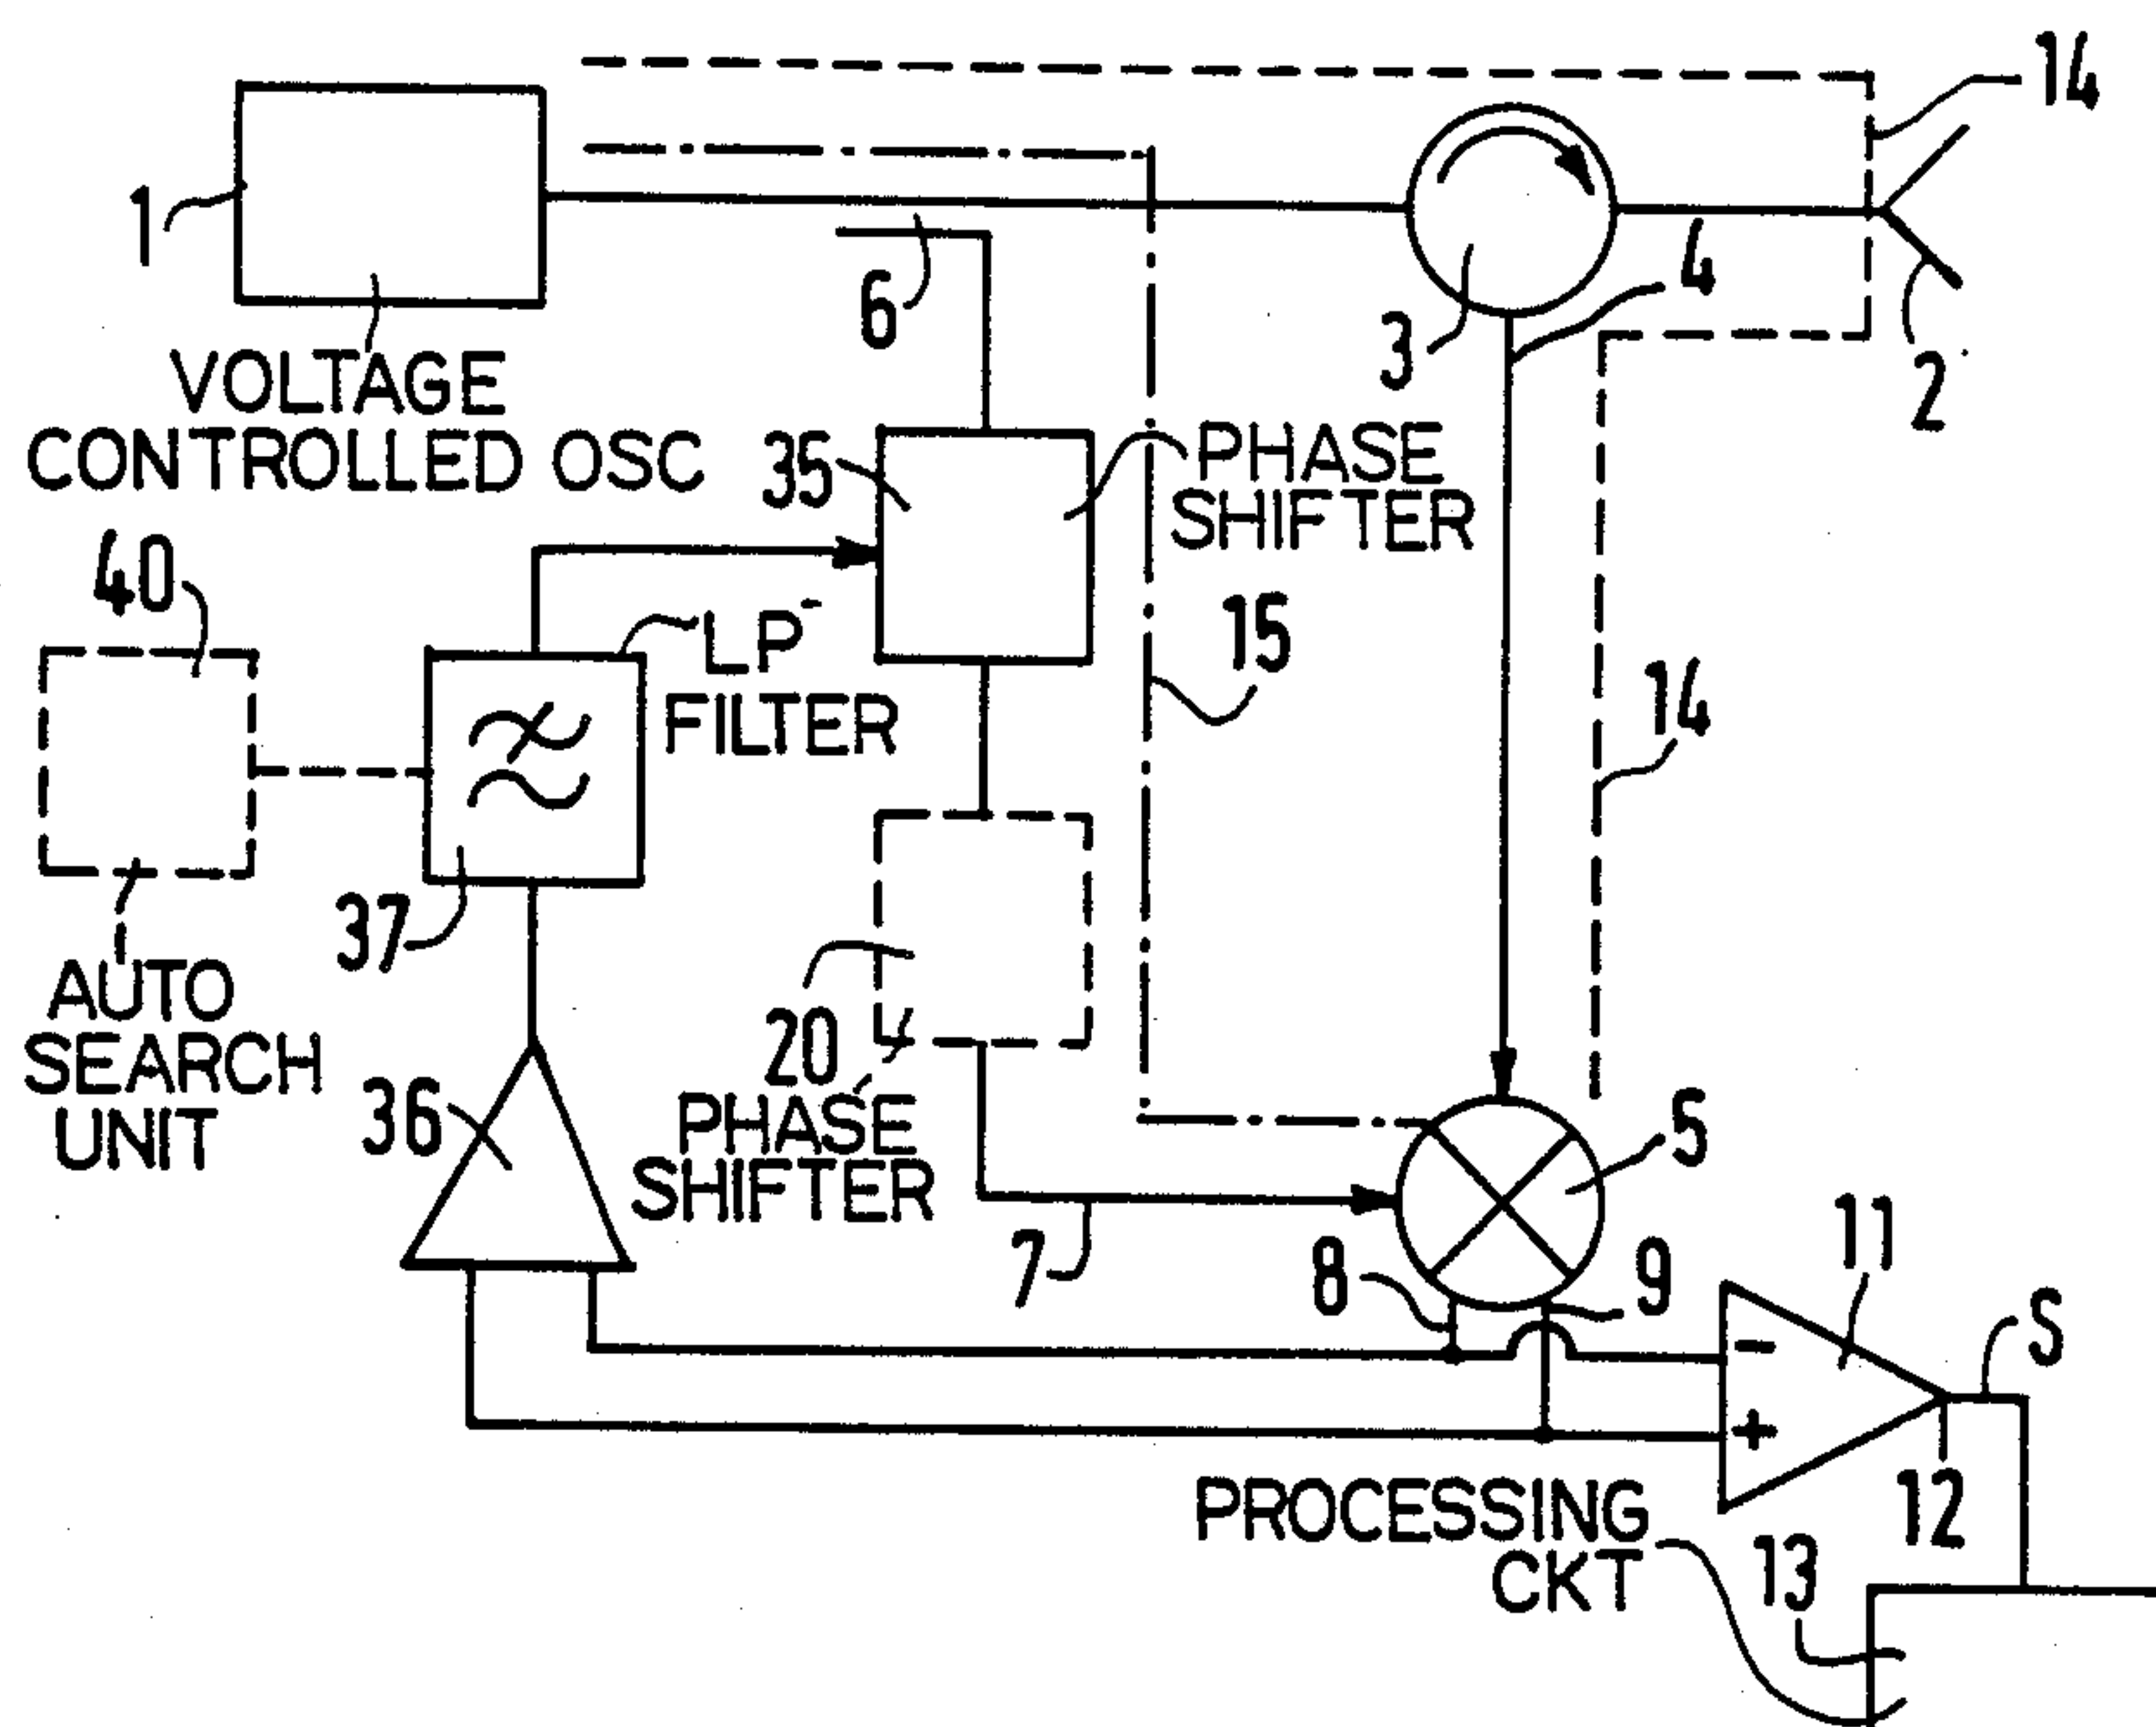 14
1
6
3
4
2
VOLTAGE
CONTROLLED OSC
35
PHASE
SHIFTER
40
LP
FILTER
15
14
37
20
AUTO
SEARCH
UNIT
36
PHASE
SHIFTER
7
5
8
9
11
S
-
+
12
PROCESSING
CKT
13